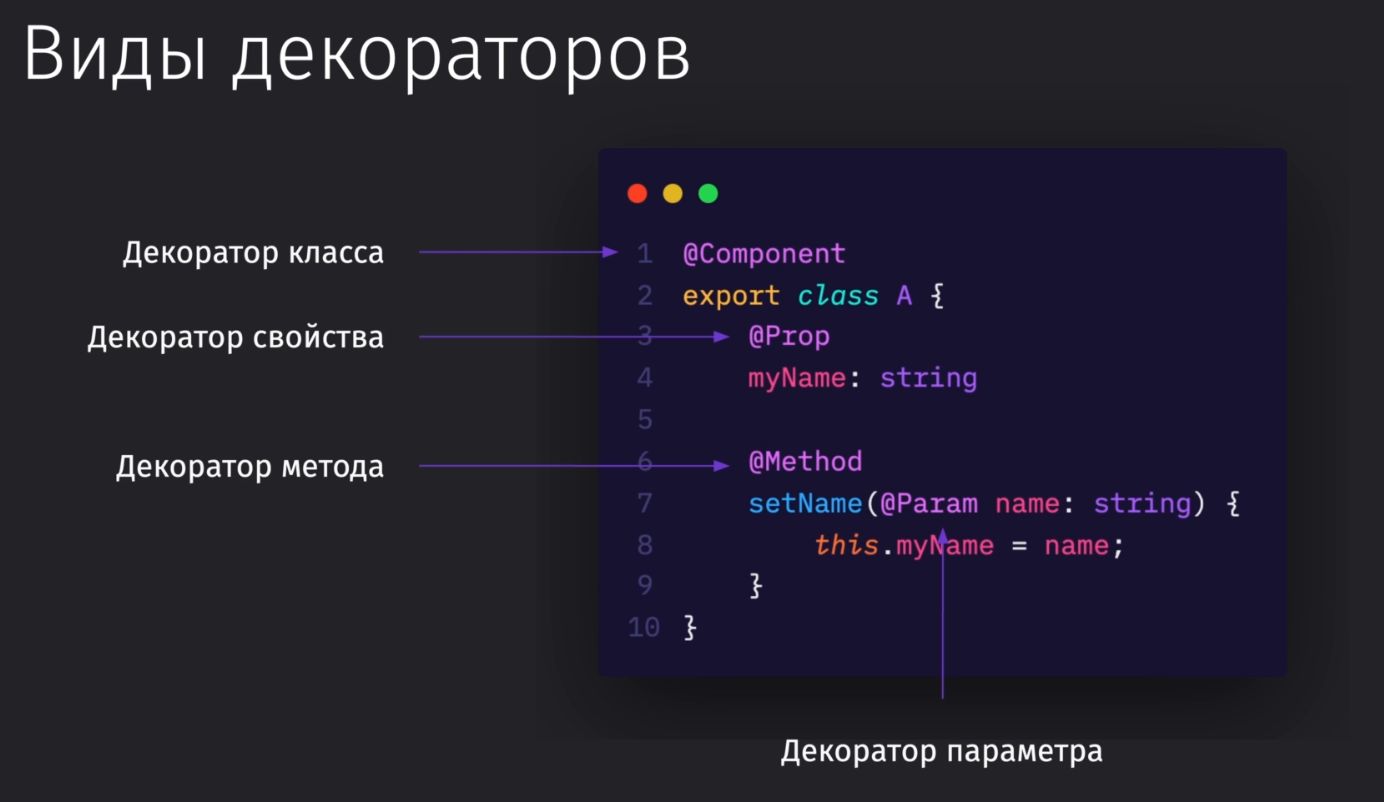 Виды декораторов
Декоратор класса
Декоратор свойства
Декоратор метода
1 @Component
2 export class A {
3 @Prop
4 myName: string
5
6 @Method
7 setName(@Param name: string) {
8 this.myName = name;
9 }
10 }
Декоратор параметра